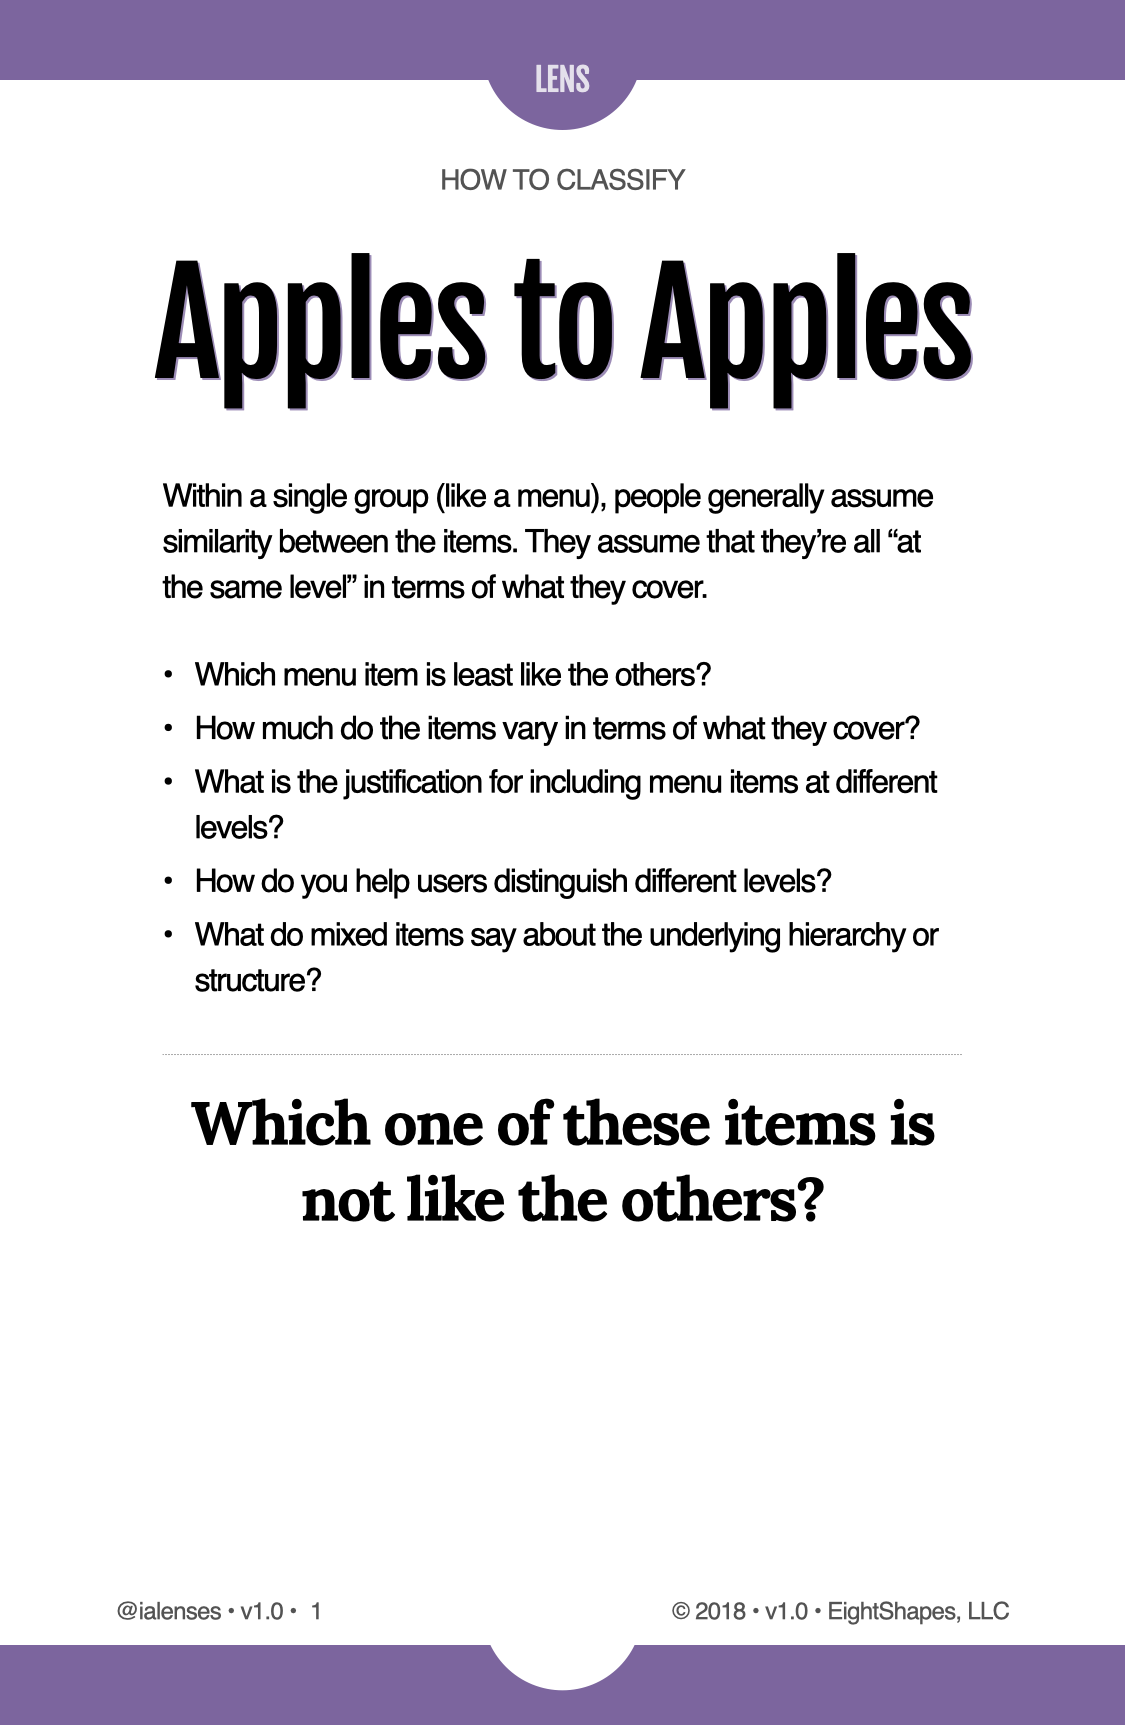 LENS
HOW TO CLASSIFY
Apples to Apples
Within a single group (like a menu), people generally assume
similarity between the items. They assume that they’re all “at
the same level” in terms of what they cover.
• Which menu item is least like the others?
• How much do the items vary in terms of what they cover?
• What is the justification for including menu items at different
levels?
• How do you help users distinguish different levels?
• What do mixed items say about the underlying hierarchy or
structure?
Which one of these items is
not like the others?
@ialenses • v1.0 • 1
© 2018 • v1.0 • EightShapes, LLC